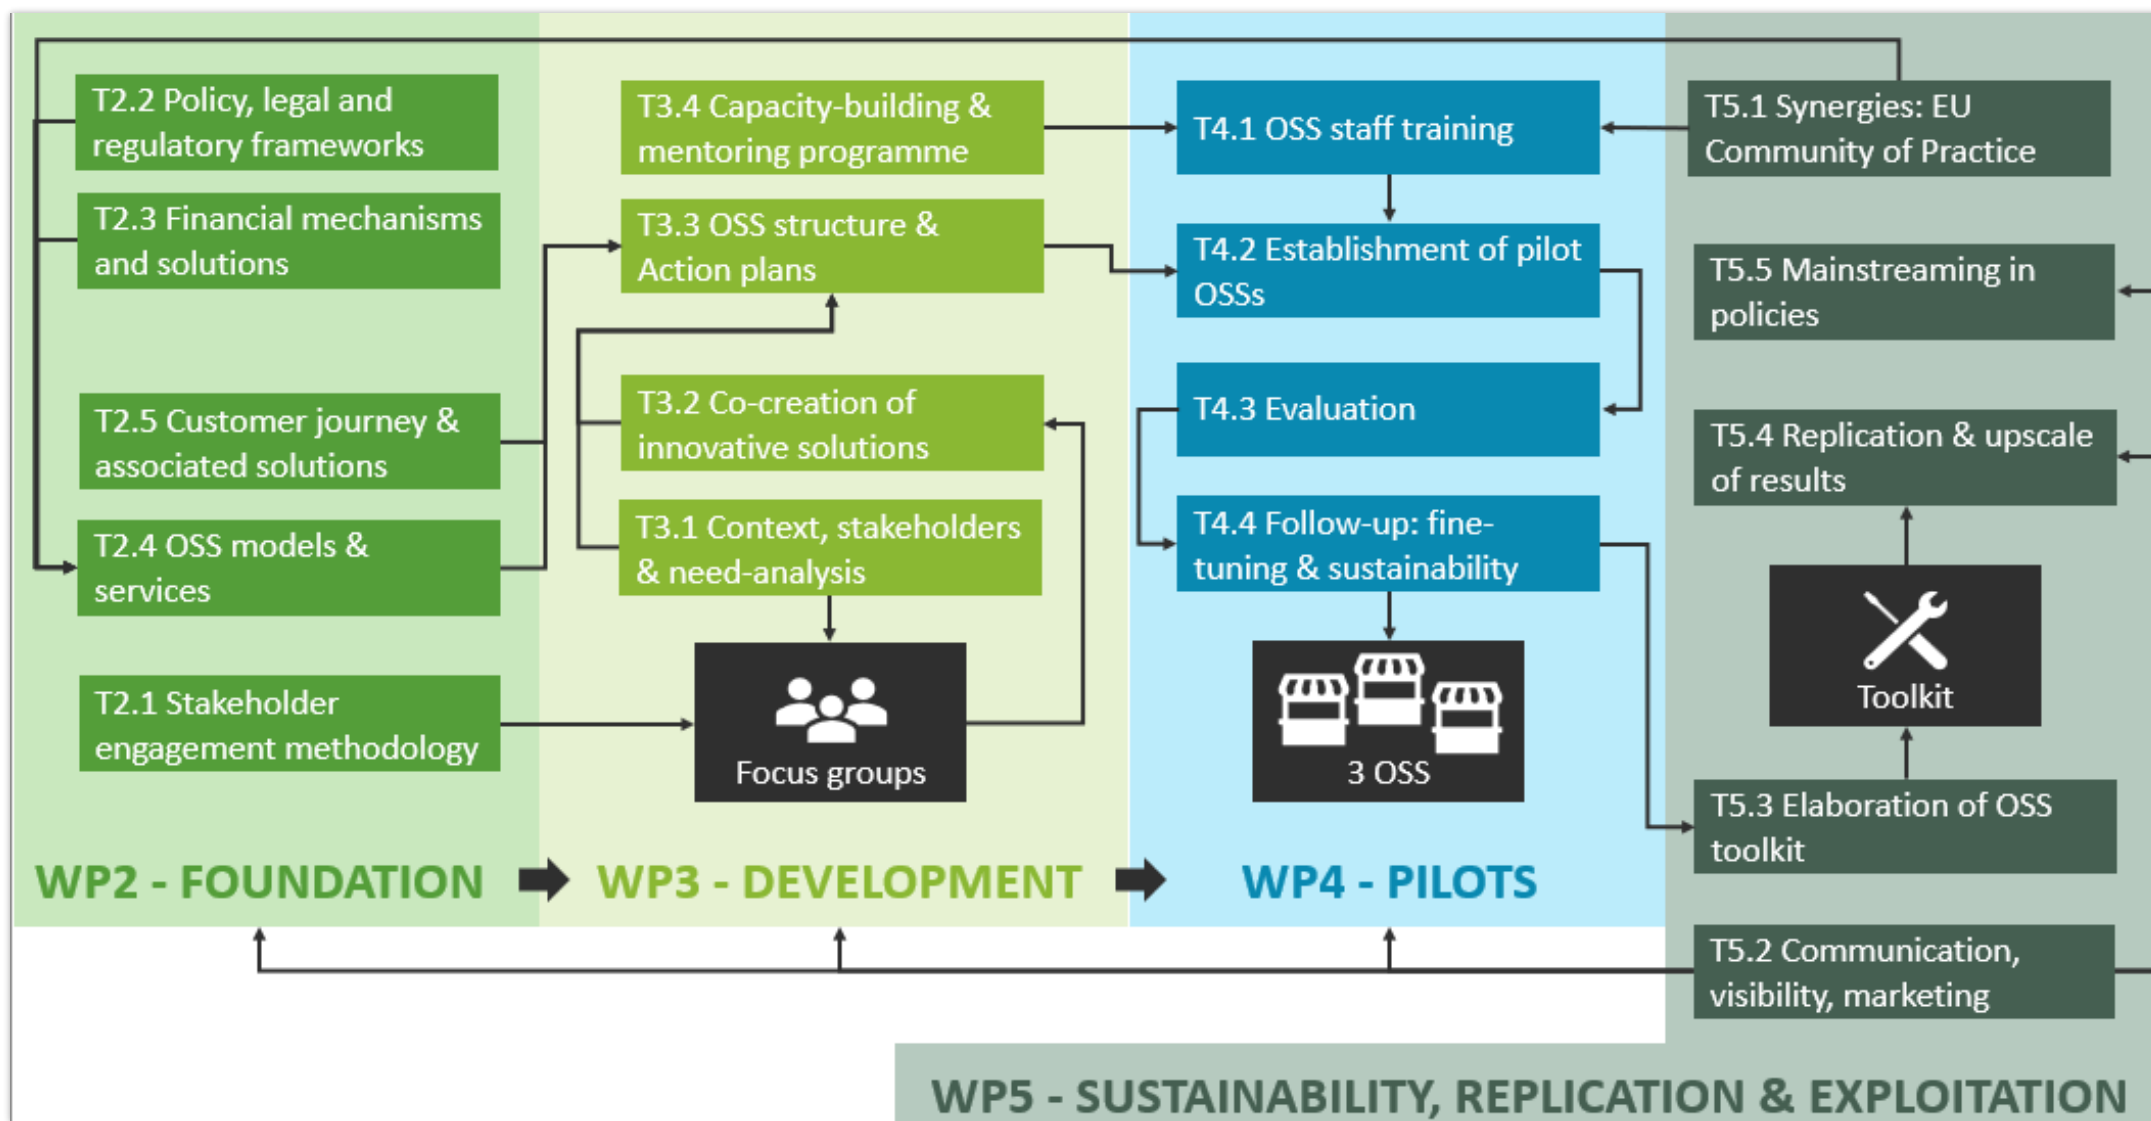 T2.2 Policy, legal and
regulatory frameworks
T2.3 Financial mechanisms
and solutions
T2.5 Customer journey &
associated solutions
T2.4 OSS models &
services
T2.1 Stakeholder
engagement methodology
WP2 - FOUNDATION
T3.4 Capacity-building &
mentoring programme
T3.3 OSS structure &
Action plans
T3.2 Co-creation of
innovative solutions
T3.1 Context, stakeholders
& need-analysis
Focus groups
WP3 - DEVELOPMENT
T4.1 OSS staff training
T4.2 Establishment of pilot
OSSs
T4.3 Evaluation
T4.4 Follow-up: fine-
tuning & sustainability
3 OSS
WP4 - PILOTS
T5.1 Synergies: EU
Community of Practice
T5.5 Mainstreaming in
policies
T5.4 Replication & upscale
of results
Toolkit
T5.3 Elaboration of OSS
toolkit
T5.2 Communication,
visibility, marketing
WP5 - SUSTAINABILITY, REPLICATION & EXPLOITATION